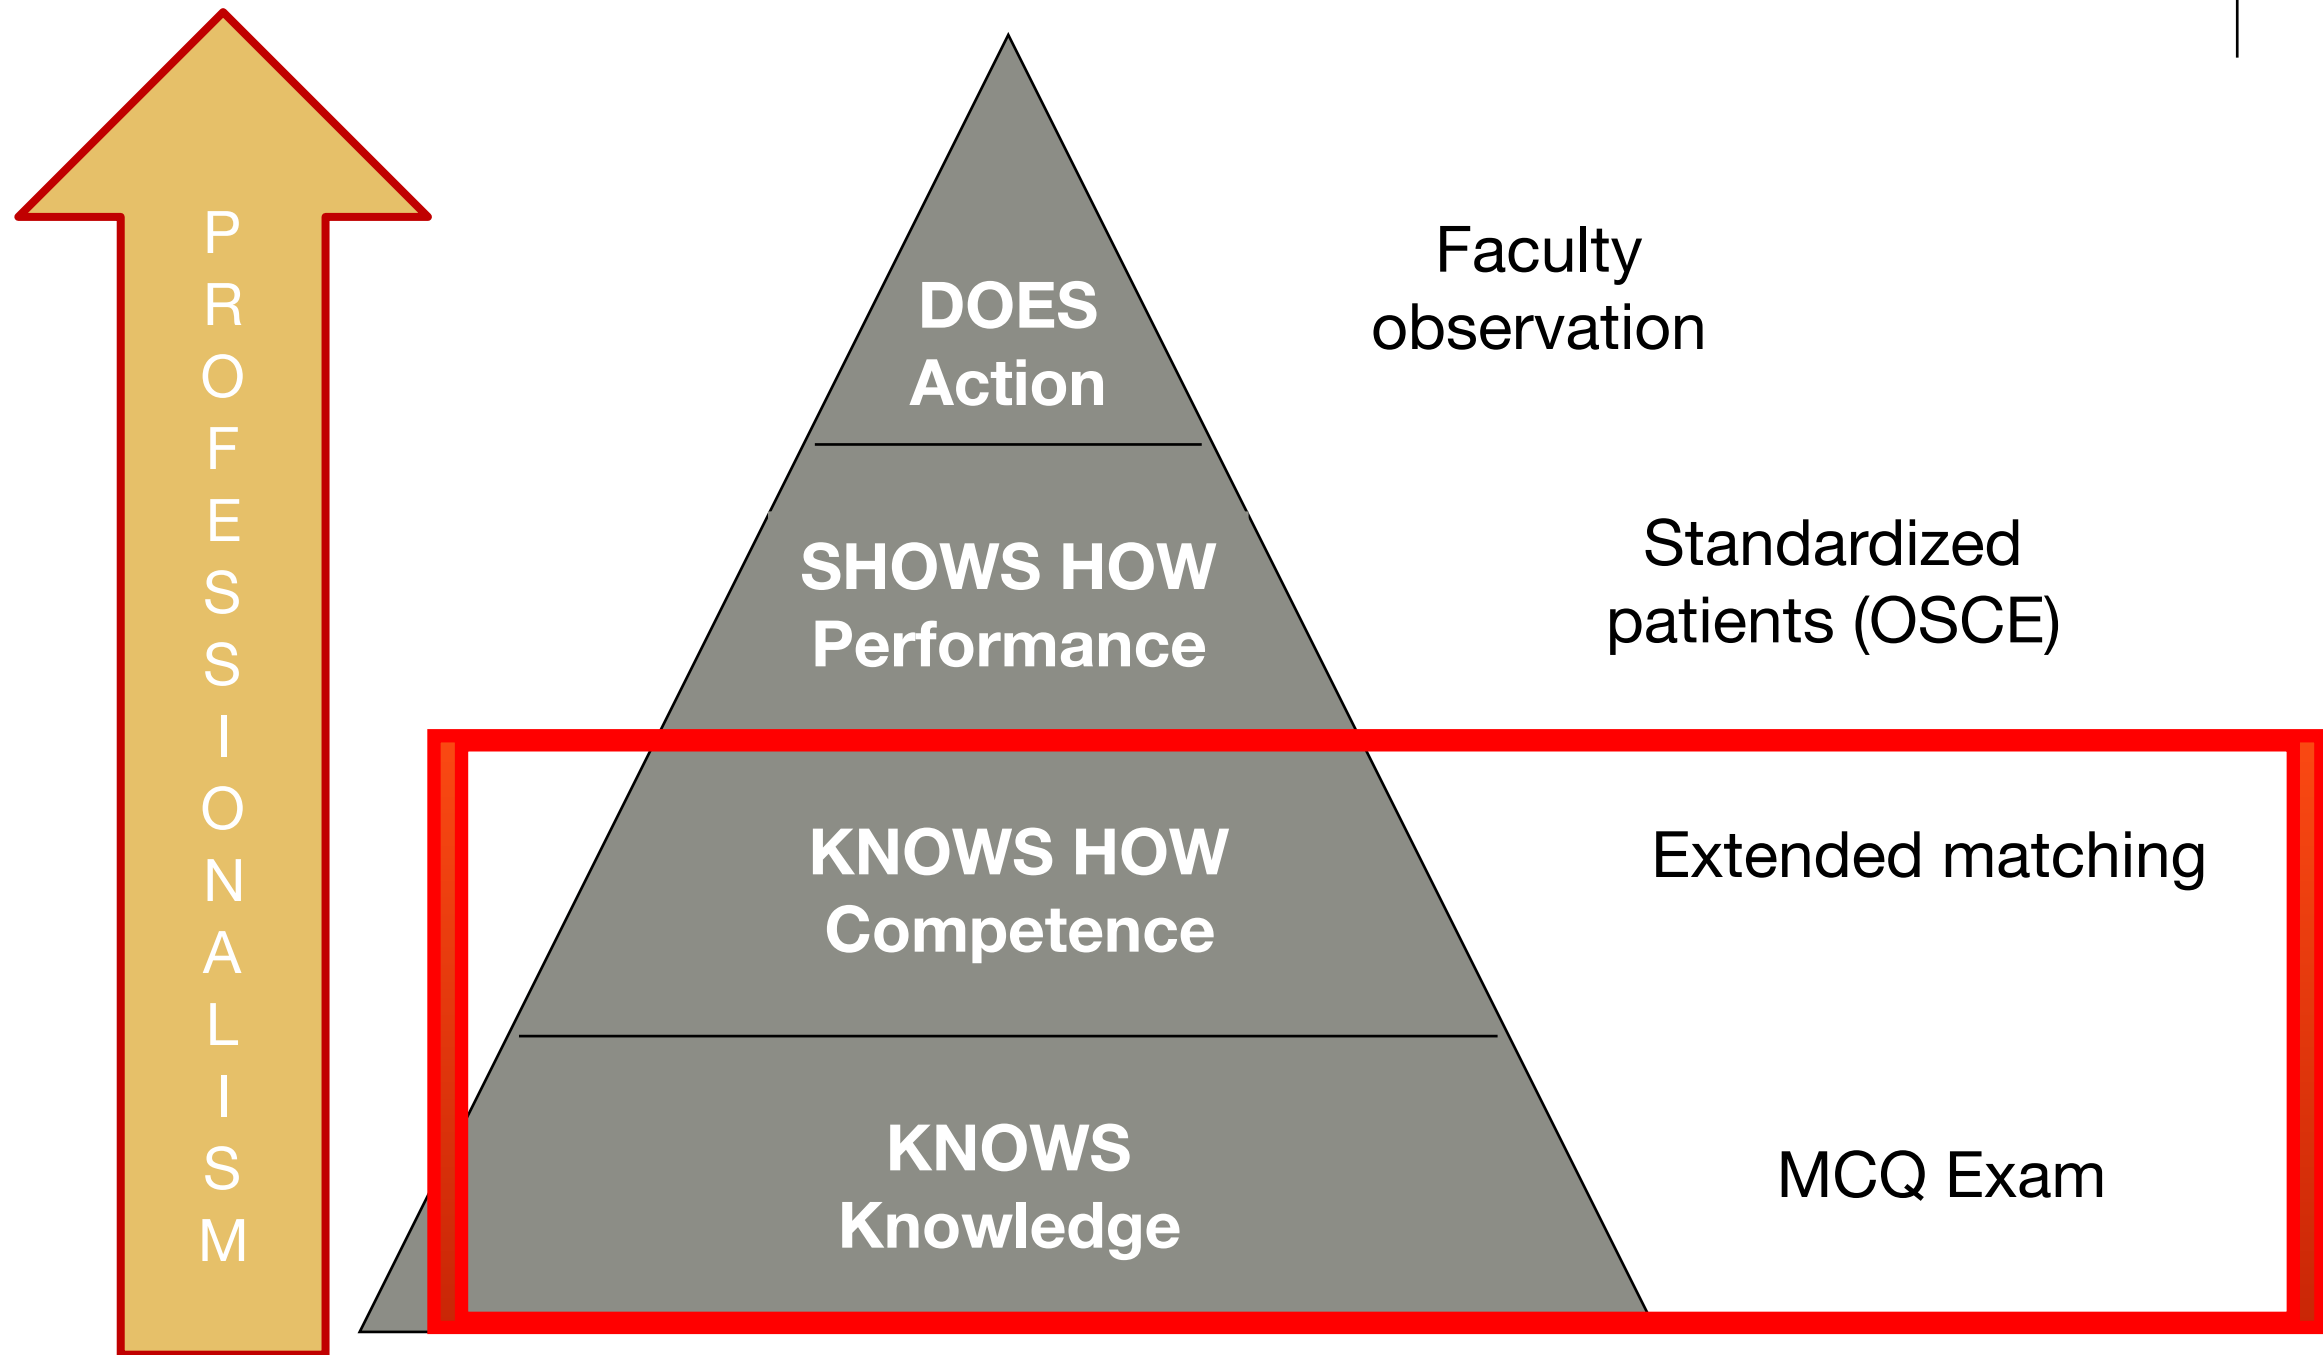 PROFESSIONALISM
DOES
Action
Faculty
observation
SHOWS HOW
Performance
Standardized
patients (OSCE)
KNOWS HOW
Competence
Extended matching
KNOWS
Knowledge
MCQ Exam